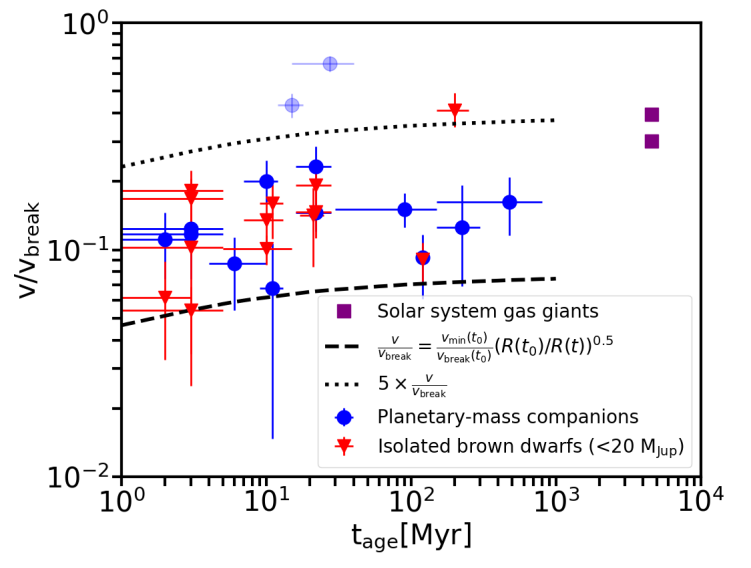 10⁰
10⁻¹
10⁻²
v/v_break
Solar system gas giants
v/v_break = v_min(t₀)/v_break(t₀) (R(t₀)/R(t))^0.5
5 × v/v_break
Planetary-mass companions
Isolated brown dwarfs (<20 M_Jup)
10⁰ 10¹ 10² 10³ 10⁴
t_age[Myr]